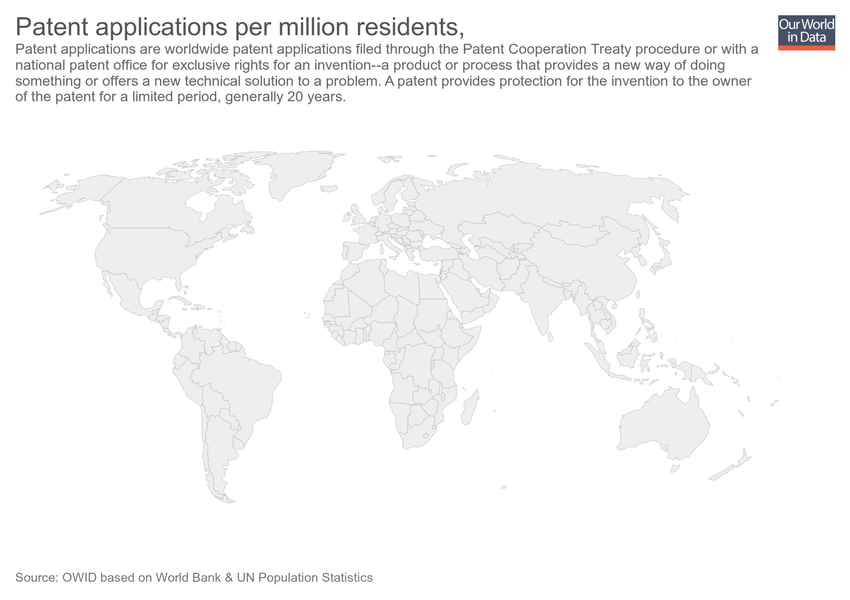 Patent applications per million residents,
Our World
in Data
Patent applications are worldwide patent applications filed through the Patent Cooperation Treaty procedure or with a
national patent office for exclusive rights for an invention--a product or process that provides a new way of doing
something or offers a new technical solution to a problem. A patent provides protection for the invention to the owner
of the patent for a limited period, generally 20 years.
Source: OWID based on World Bank & UN Population Statistics